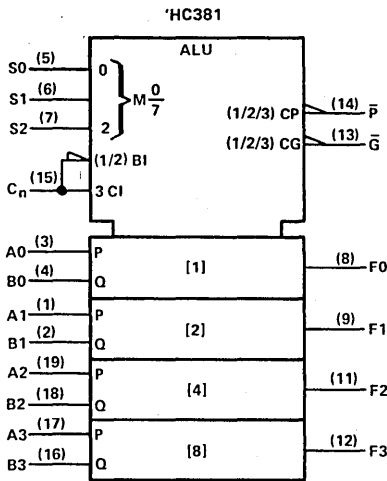 'HC381
ALU
S0 (5) 0
S1 (6) M 0/7
S2 (7) 2
(1/2/3) CP (14) P̅
(1/2/3) CG (13) G̅
(1/2) BI
Cn (15) 3 CI
A0 (3) P
B0 (4) Q
[1] (8) F0
A1 (1) P
B1 (2) Q
[2] (9) F1
A2 (19) P
B2 (18) Q
[4] (11) F2
A3 (17) P
B3 (16) Q
[8] (12) F3